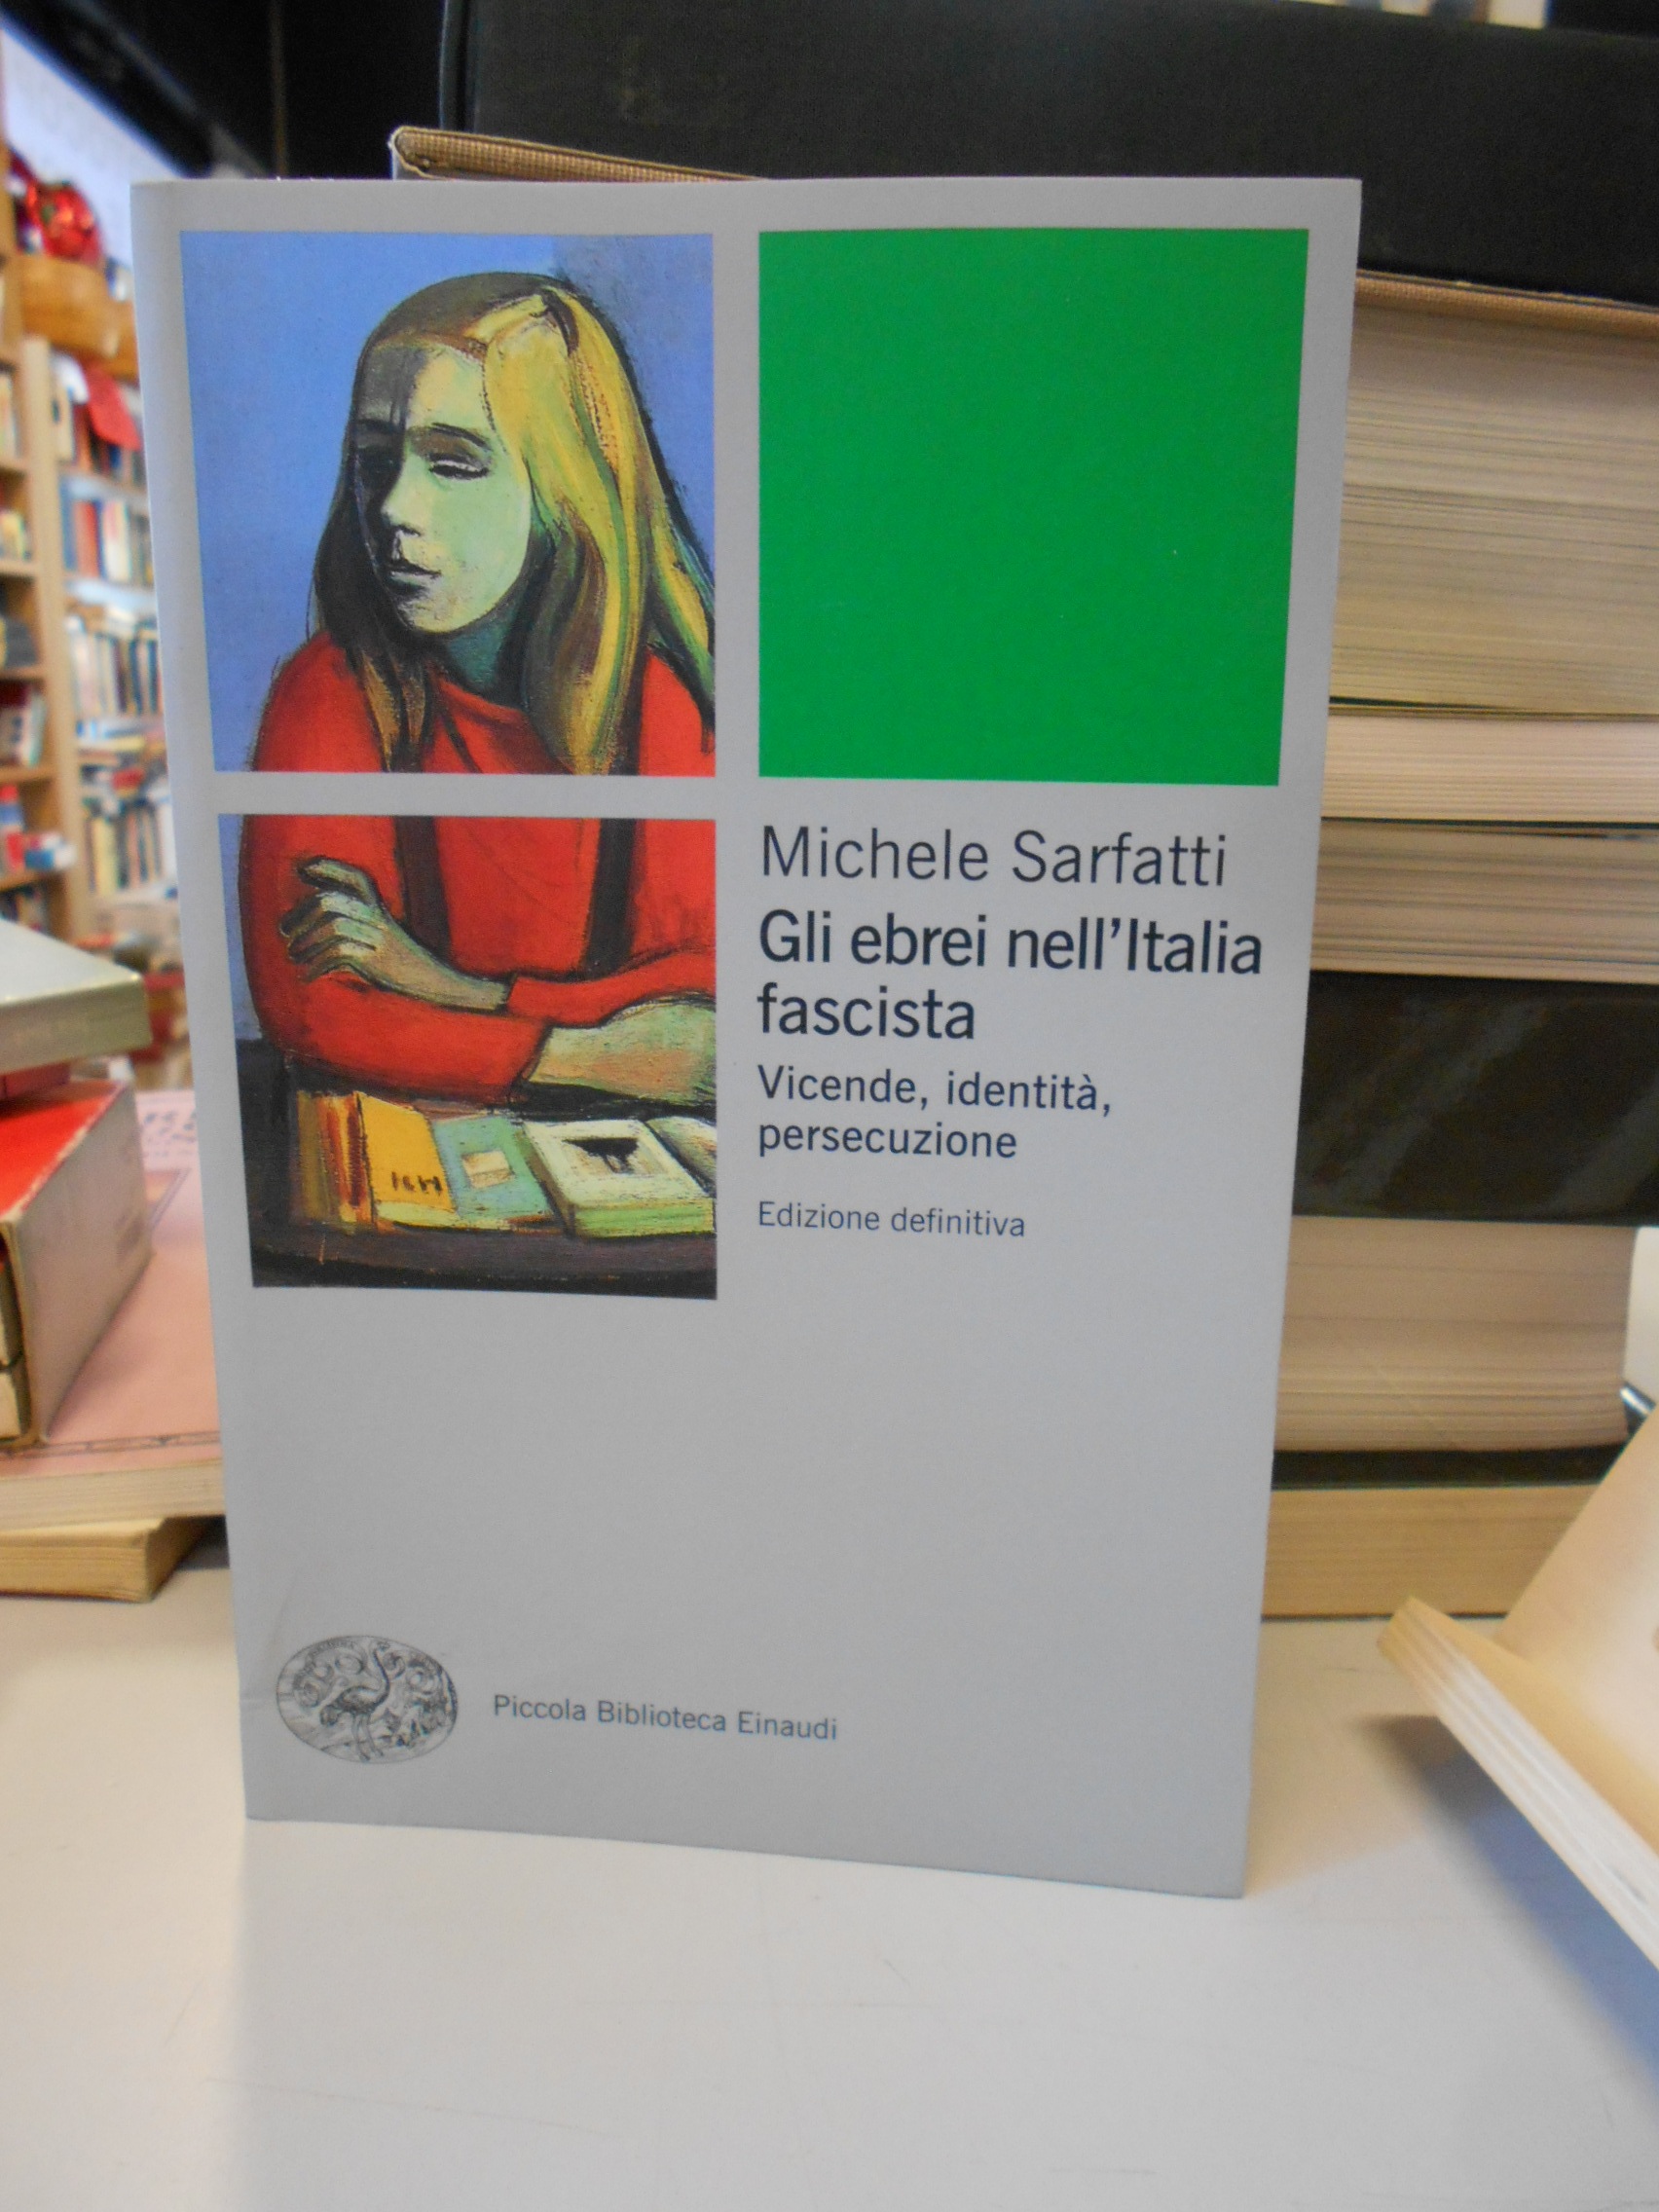 Michele Sarfatti
Gli ebrei nell'Italia
fascista
Vicende, identità,
persecuzione
Edizione definitiva
Piccola Biblioteca Einaudi